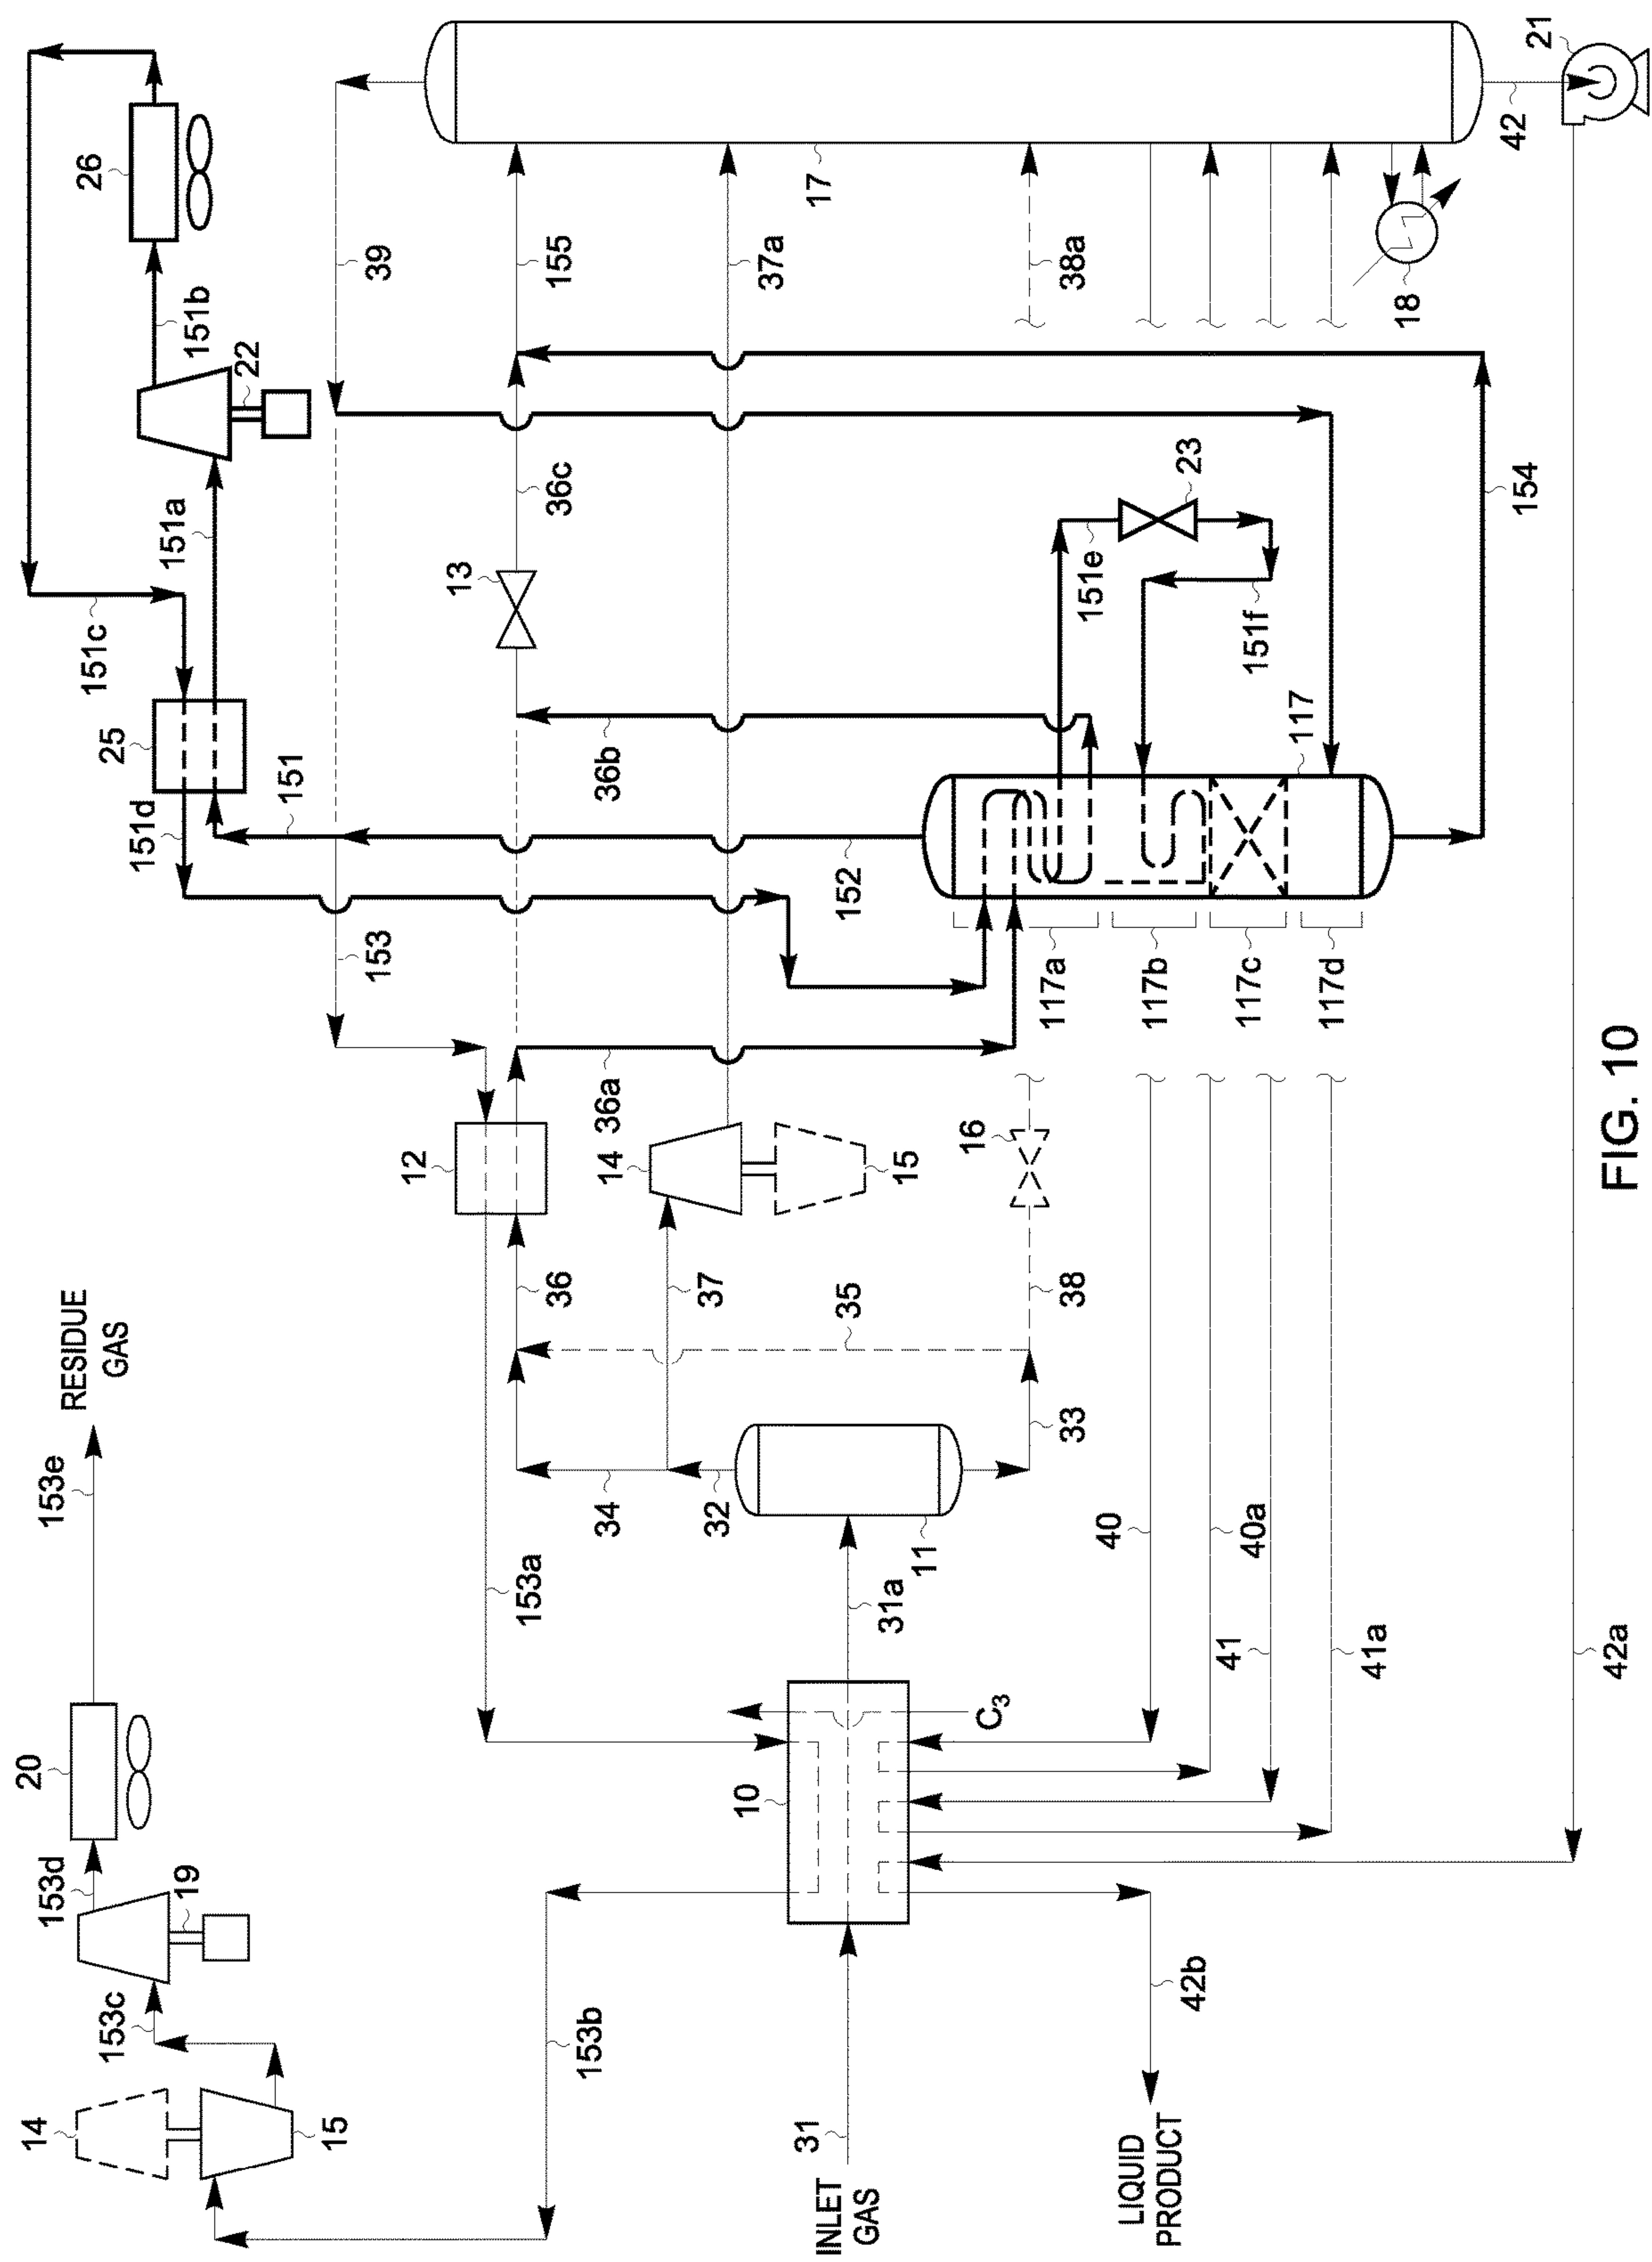 RESIDUE
GAS
153e
153d
20
19
153c
14
15
153b
26
151b
22
151a
151c
25
151d
151
39
153
12
153a
13
36c
155
36b
36a
36
34
37
14
15
37a
17
35
32
11
33
38
16
38a
152
151e
23
151f
117
117a
117b
117c
117d
154
18
42
21
31
INLET
GAS
10
31a
C3
40
40a
41
41a
42a
42b
LIQUID
PRODUCT
FIG. 10